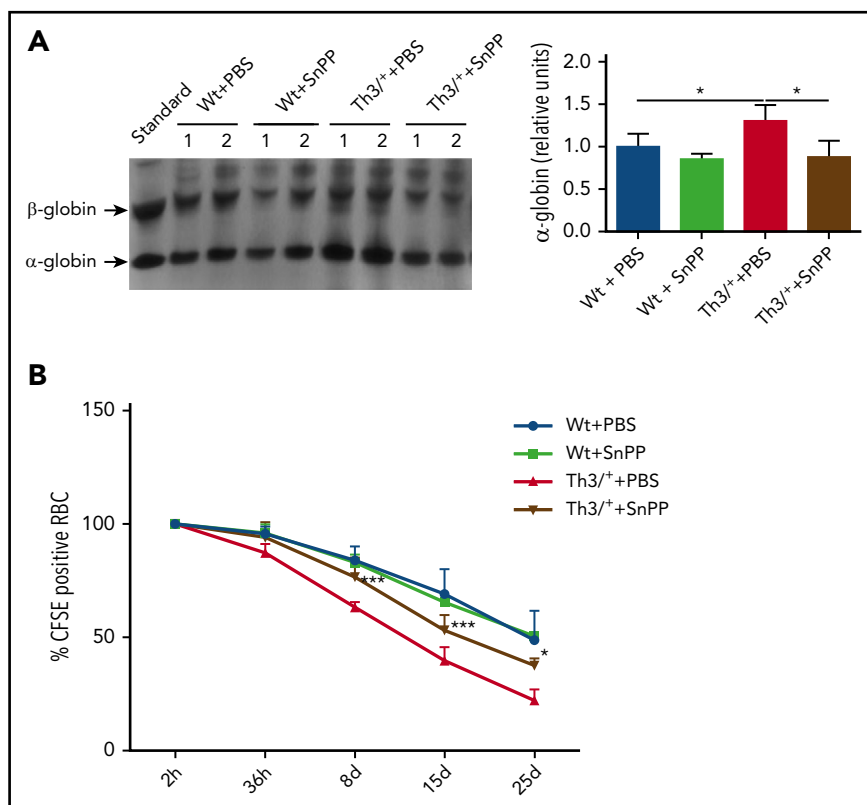 A
Standard
Wt+PBS
Wt+SnPP
Th3/⁺+PBS
Th3/⁺+SnPP
1 2 1 2 1 2 1 2
β-globin
α-globin
α-globin (relative units)
2.0
1.5
1.0
0.5
0.0
* *
Wt + PBS
Wt + SnPP
Th3/⁺+PBS
Th3/⁺+SnPP
B
% CFSE positive RBC
150
100
50
0
Wt+PBS
Wt+SnPP
Th3/⁺+PBS
Th3/⁺+SnPP
***
***
*
2h
36h
8d
15d
25d